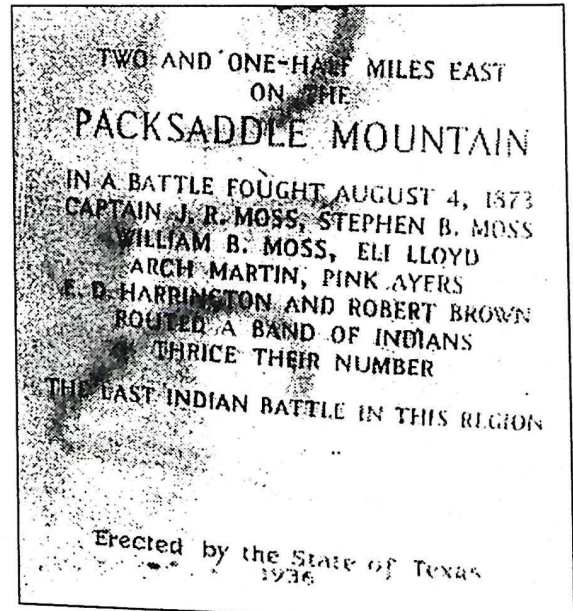 TWO AND ONE-HALF MILES EAST
ON THE
PACKSADDLE MOUNTAIN
IN A BATTLE FOUGHT AUGUST 4, 1873
CAPTAIN J. R. MOSS, STEPHEN B. MOSS
WILLIAM B. MOSS, ELI LLOYD
ARCH MARTIN, PINK AYERS
E. D. HARRINGTON AND ROBERT BROWN
ROUTED A BAND OF INDIANS
THRICE THEIR NUMBER
THE LAST INDIAN BATTLE IN THIS REGION
Erected by the State of Texas
1936